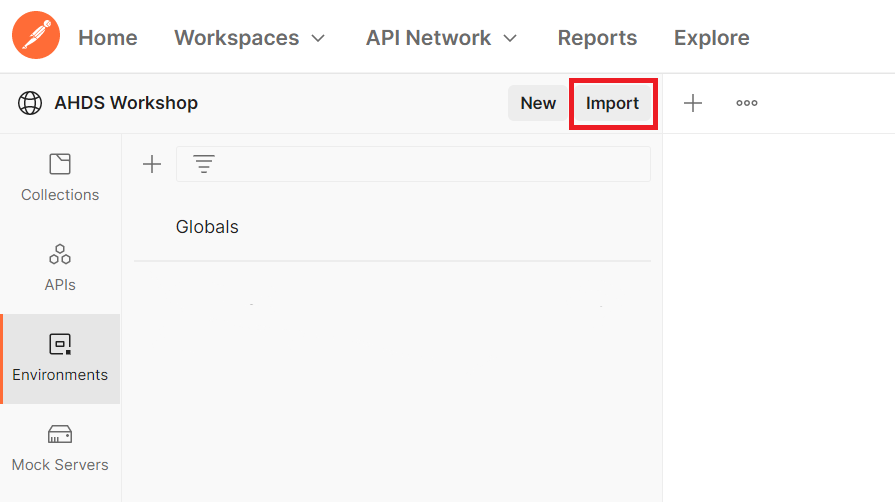 Home Workspaces API Network Reports Explore
AHDS Workshop New Import
Collections
Globals
APIs
Environments
Mock Servers